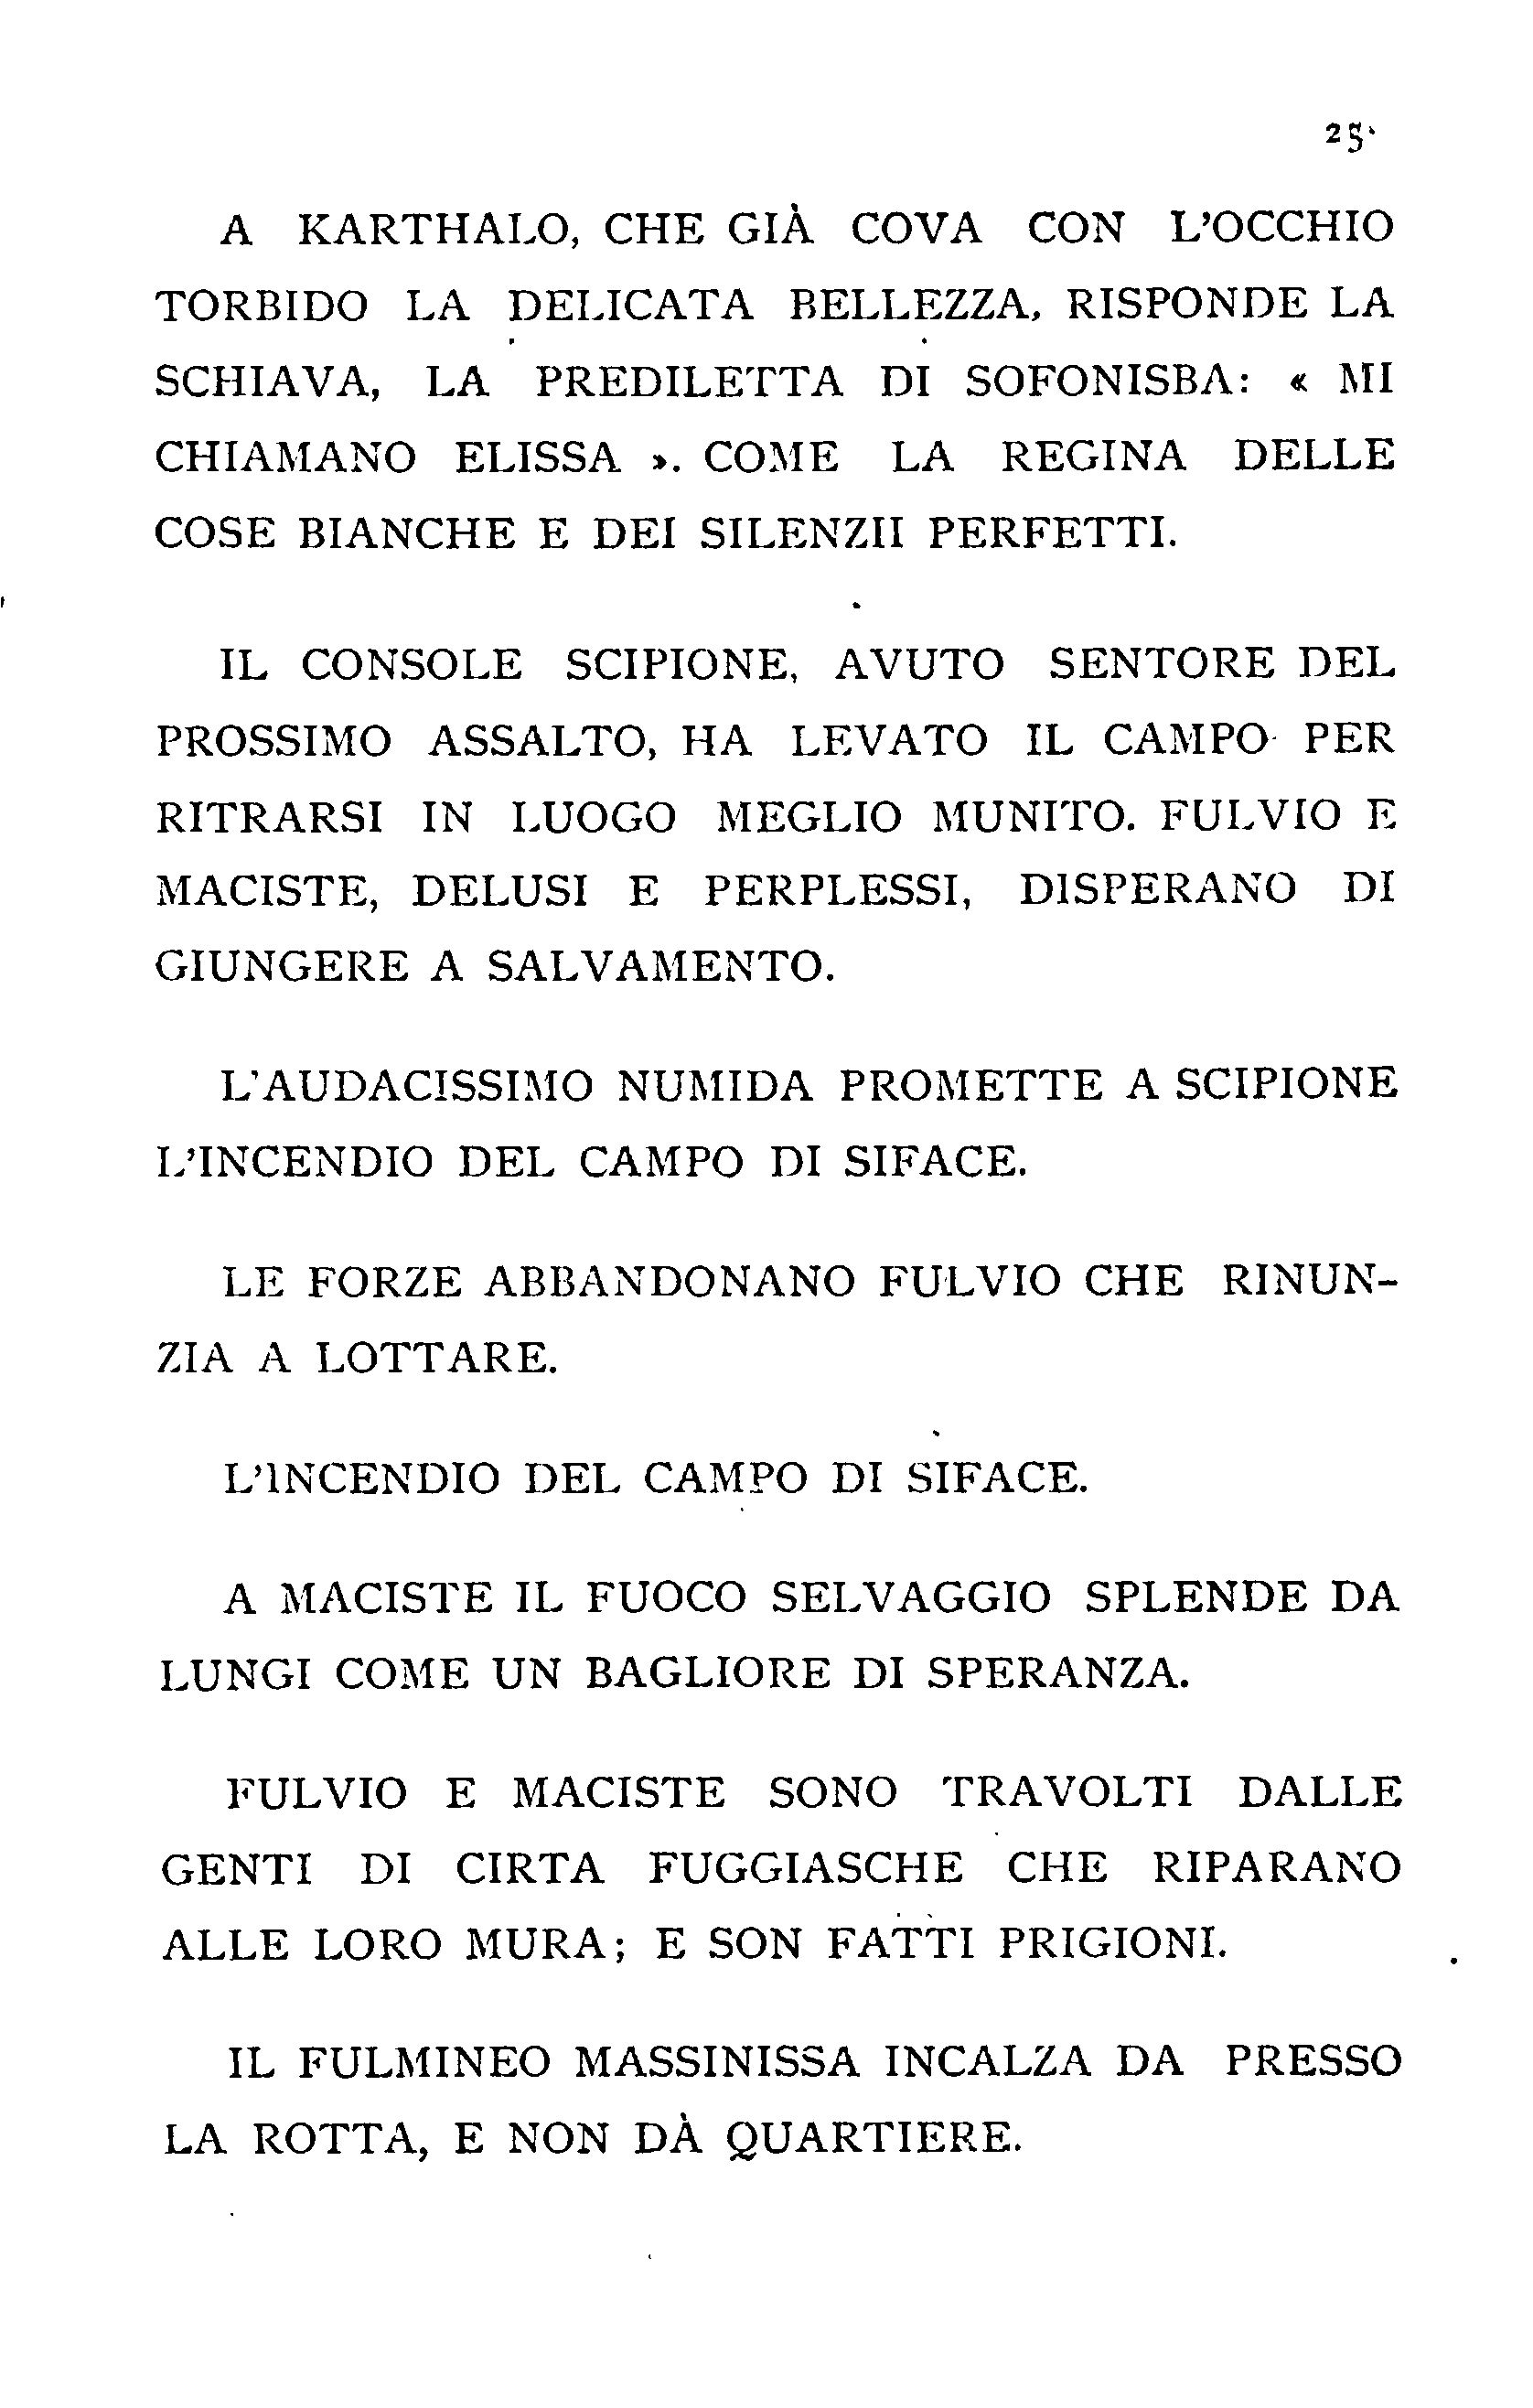 25
A KARTHALO, CHE GIÀ COVA CON L'OCCHIO
TORBIDO LA DELICATA BELLEZZA, RISPONDE LA
SCHIAVA, LA PREDILETTA DI SOFONISBA: « MI
CHIAMANO ELISSA ». COME LA REGINA DELLE
COSE BIANCHE E DEI SILENZII PERFETTI.
IL CONSOLE SCIPIONE, AVUTO SENTORE DEL
PROSSIMO ASSALTO, HA LEVATO IL CAMPO PER
RITRARSI IN LUOGO MEGLIO MUNITO. FULVIO E
MACISTE, DELUSI E PERPLESSI, DISPERANO DI
GIUNGERE A SALVAMENTO.
L'AUDACISSIMO NUMIDA PROMETTE A SCIPIONE
L'INCENDIO DEL CAMPO DI SIFACE.
LE FORZE ABBANDONANO FULVIO CHE RINUN-
ZIA A LOTTARE.
L'INCENDIO DEL CAMPO DI SIFACE.
A MACISTE IL FUOCO SELVAGGIO SPLENDE DA
LUNGI COME UN BAGLIORE DI SPERANZA.
FULVIO E MACISTE SONO TRAVOLTI DALLE
GENTI DI CIRTA FUGGIASCHE CHE RIPARANO
ALLE LORO MURA; E SON FATTI PRIGIONI.
IL FULMINEO MASSINISSA INCALZA DA PRESSO
LA ROTTA, E NON DÀ QUARTIERE.